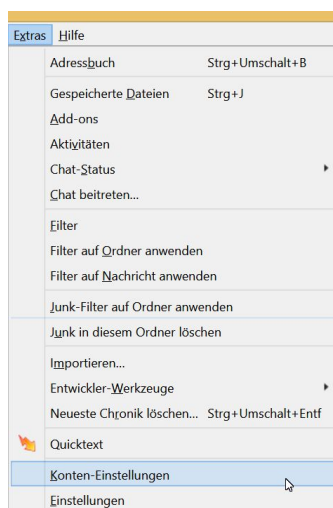 Extras Hilfe
Adressbuch Strg+Umschalt+B
Gespeicherte Dateien Strg+J
Add-ons
Aktivitäten
Chat-Status
Chat beitreten...
Filter
Filter auf Ordner anwenden
Filter auf Nachricht anwenden
Junk-Filter auf Ordner anwenden
Junk in diesem Ordner löschen
Importieren...
Entwickler-Werkzeuge
Neueste Chronik löschen... Strg+Umschalt+Entf
Quicktext
Konten-Einstellungen
Einstellungen